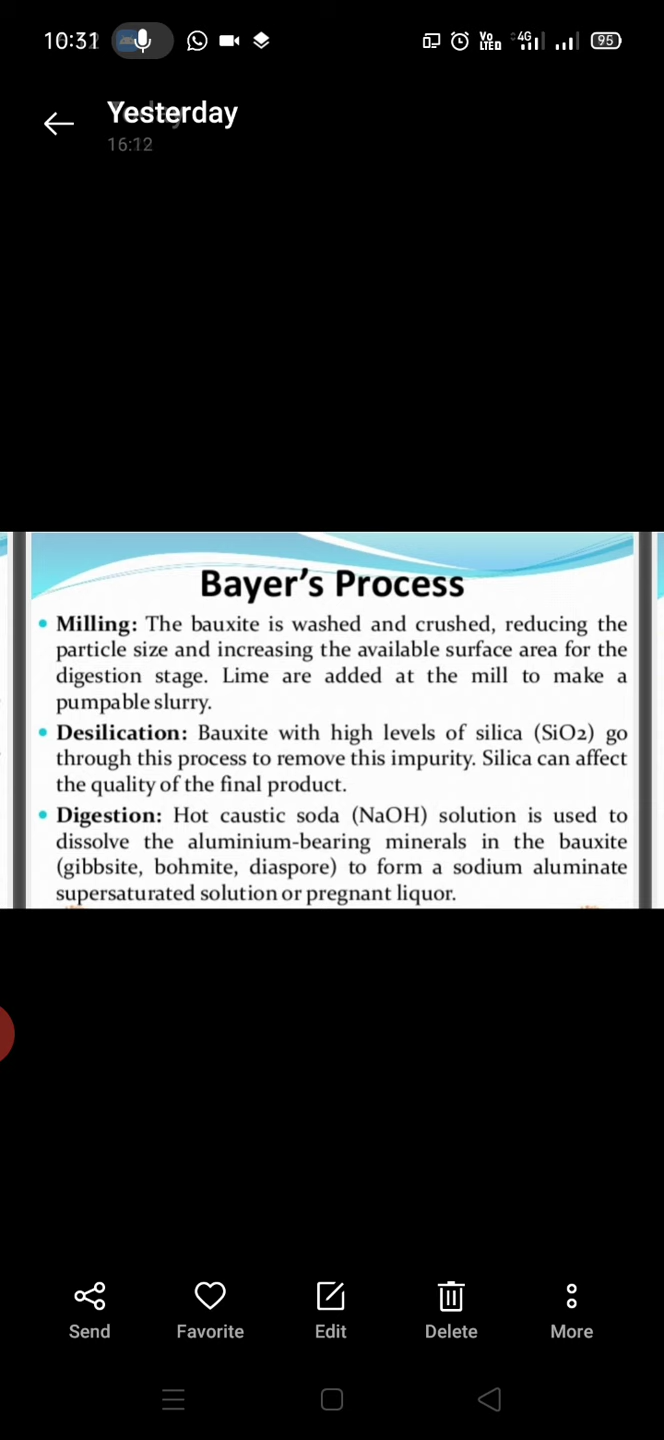 10:31
Vo
LTED
4G
95
Yesterday
16:12
Bayer's Process
• Milling: The bauxite is washed and crushed, reducing the
particle size and increasing the available surface area for the
digestion stage. Lime are added at the mill to make a
pumpable slurry.
• Desilication: Bauxite with high levels of silica (SiO2) go
through this process to remove this impurity. Silica can affect
the quality of the final product.
• Digestion: Hot caustic soda (NaOH) solution is used to
dissolve the aluminium-bearing minerals in the bauxite
(gibbsite, bohmite, diaspore) to form a sodium aluminate
supersaturated solution or pregnant liquor.
Send
Favorite
Edit
Delete
More